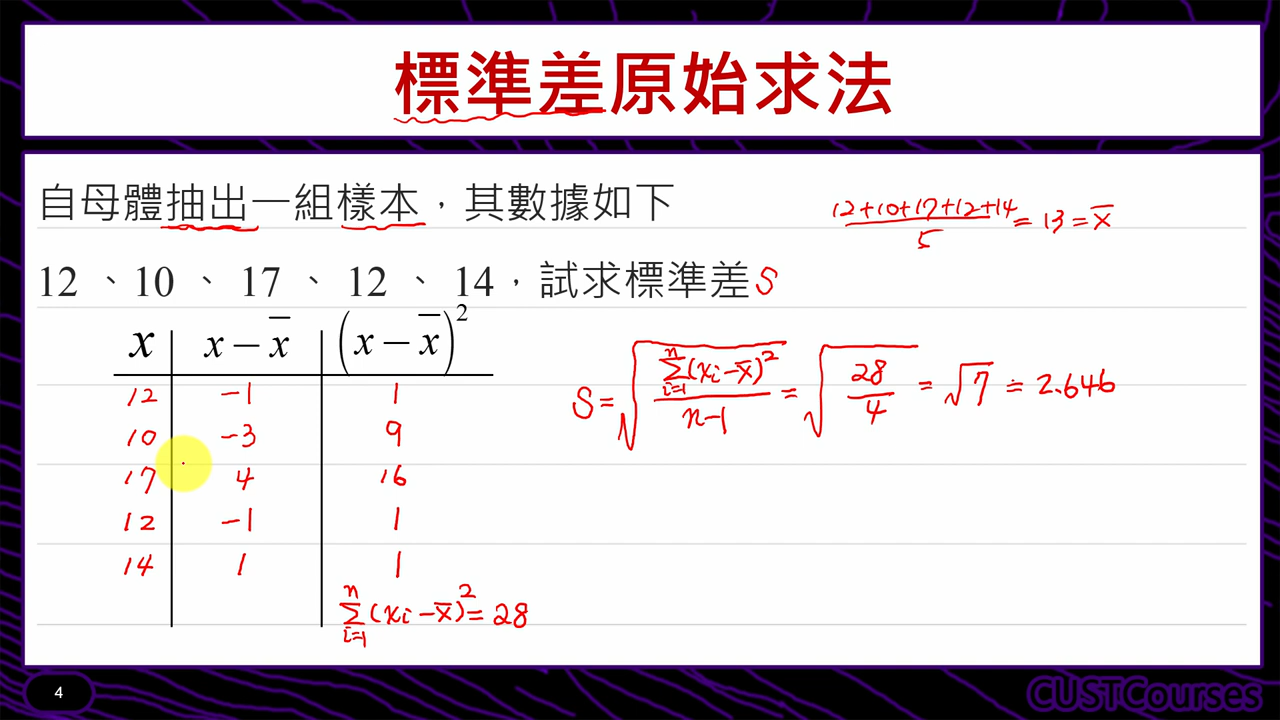 標準差原始求法
自母體抽出一組樣本，其數據如下
12+10+17+12+14
5
= 13 = x̄
12 、10 、 17 、 12 、 14，試求標準差 S
x x − x̄ (x − x̄)²
12 −1 1
10 −3 9
17 4 16
12 −1 1
14 1 1
n
∑ (xi − x̄)² = 28
i=1
S = √(∑ⁿᵢ₌₁(xi − x̄)² / n−1) = √(28/4) = √7 ≐ 2.646
4
CUSTCourses